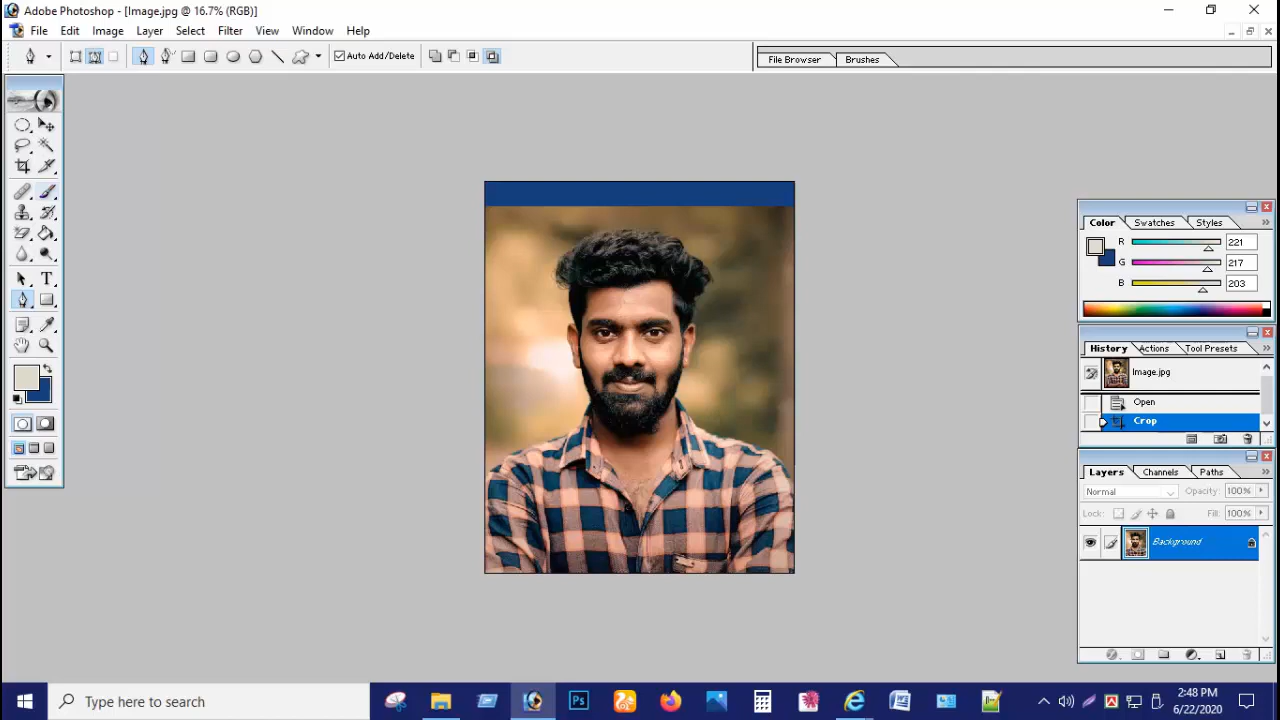 Adobe Photoshop - [Image.jpg @ 16.7% (RGB)]
File Edit Image Layer Select Filter View Window Help
Auto Add/Delete
File Browser Brushes
Color Swatches Styles
R 221
G 217
B 203
History Actions Tool Presets
Image.jpg
Open
Crop
Layers Channels Paths
Normal Opacity: 100%
Lock: Fill: 100%
Background
Type here to search
2:48 PM
6/22/2020